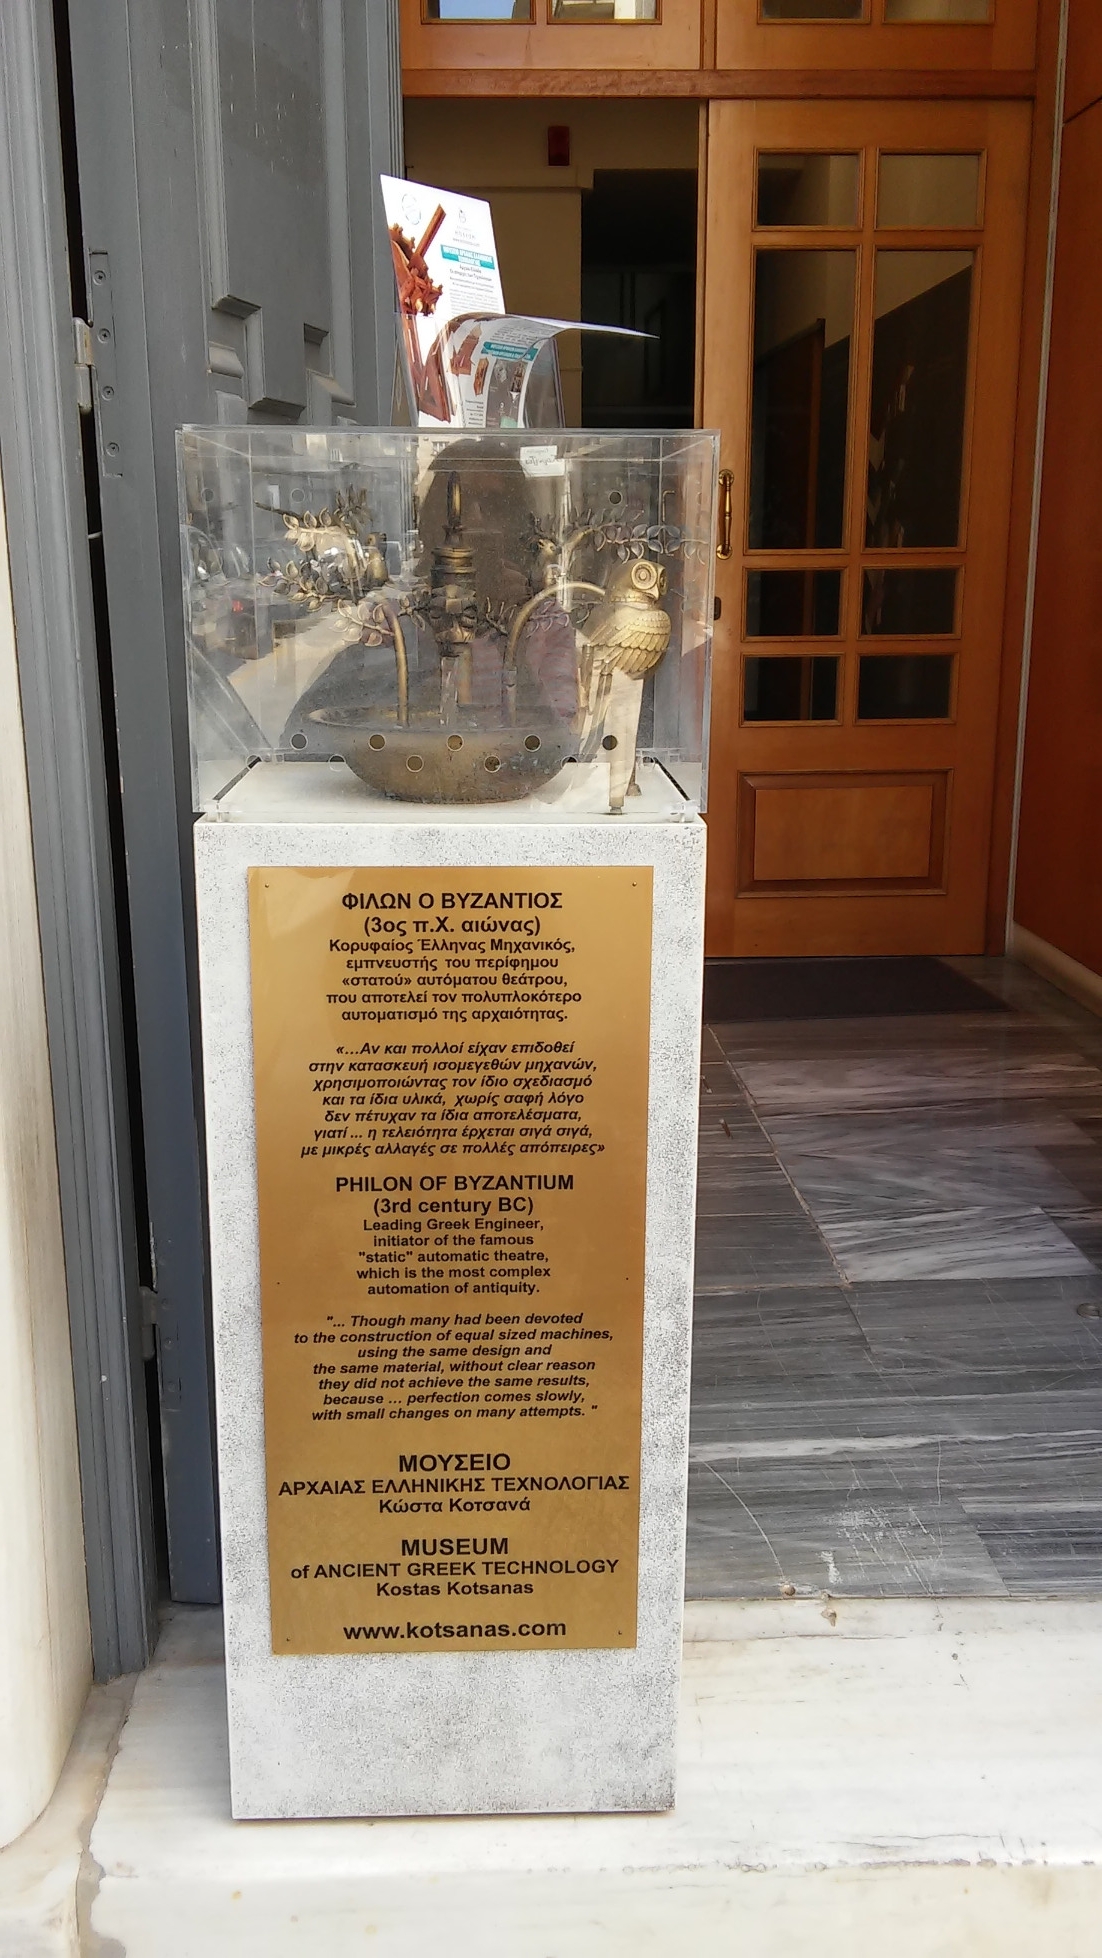 ΦΙΛΩΝ Ο ΒΥΖΑΝΤΙΟΣ
(3ος π.Χ. αιώνας)
Κορυφαίος Έλληνας Μηχανικός,
εμπνευστής του περίφημου
«στατού» αυτόματου θεάτρου,
που αποτελεί τον πολυπλοκότερο
αυτοματισμό της αρχαιότητας.
«...Αν και πολλοί είχαν επιδοθεί
στην κατασκευή ισομεγεθών μηχανών,
χρησιμοποιώντας τον ίδιο σχεδιασμό
και τα ίδια υλικά, χωρίς σαφή λόγο
δεν πέτυχαν τα ίδια αποτελέσματα,
γιατί ... η τελειότητα έρχεται σιγά σιγά,
με μικρές αλλαγές σε πολλές απόπειρες»
PHILON OF BYZANTIUM
(3rd century BC)
Leading Greek Engineer,
initiator of the famous
"static" automatic theatre,
which is the most complex
automation of antiquity.
"... Though many had been devoted
to the construction of equal sized machines,
using the same design and
the same material, without clear reason
they did not achieve the same results,
because ... perfection comes slowly,
with small changes on many attempts. "
ΜΟΥΣΕΙΟ
ΑΡΧΑΙΑΣ ΕΛΛΗΝΙΚΗΣ ΤΕΧΝΟΛΟΓΙΑΣ
Κώστα Κοτσανά
MUSEUM
of ANCIENT GREEK TECHNOLOGY
Kostas Kotsanas
www.kotsanas.com